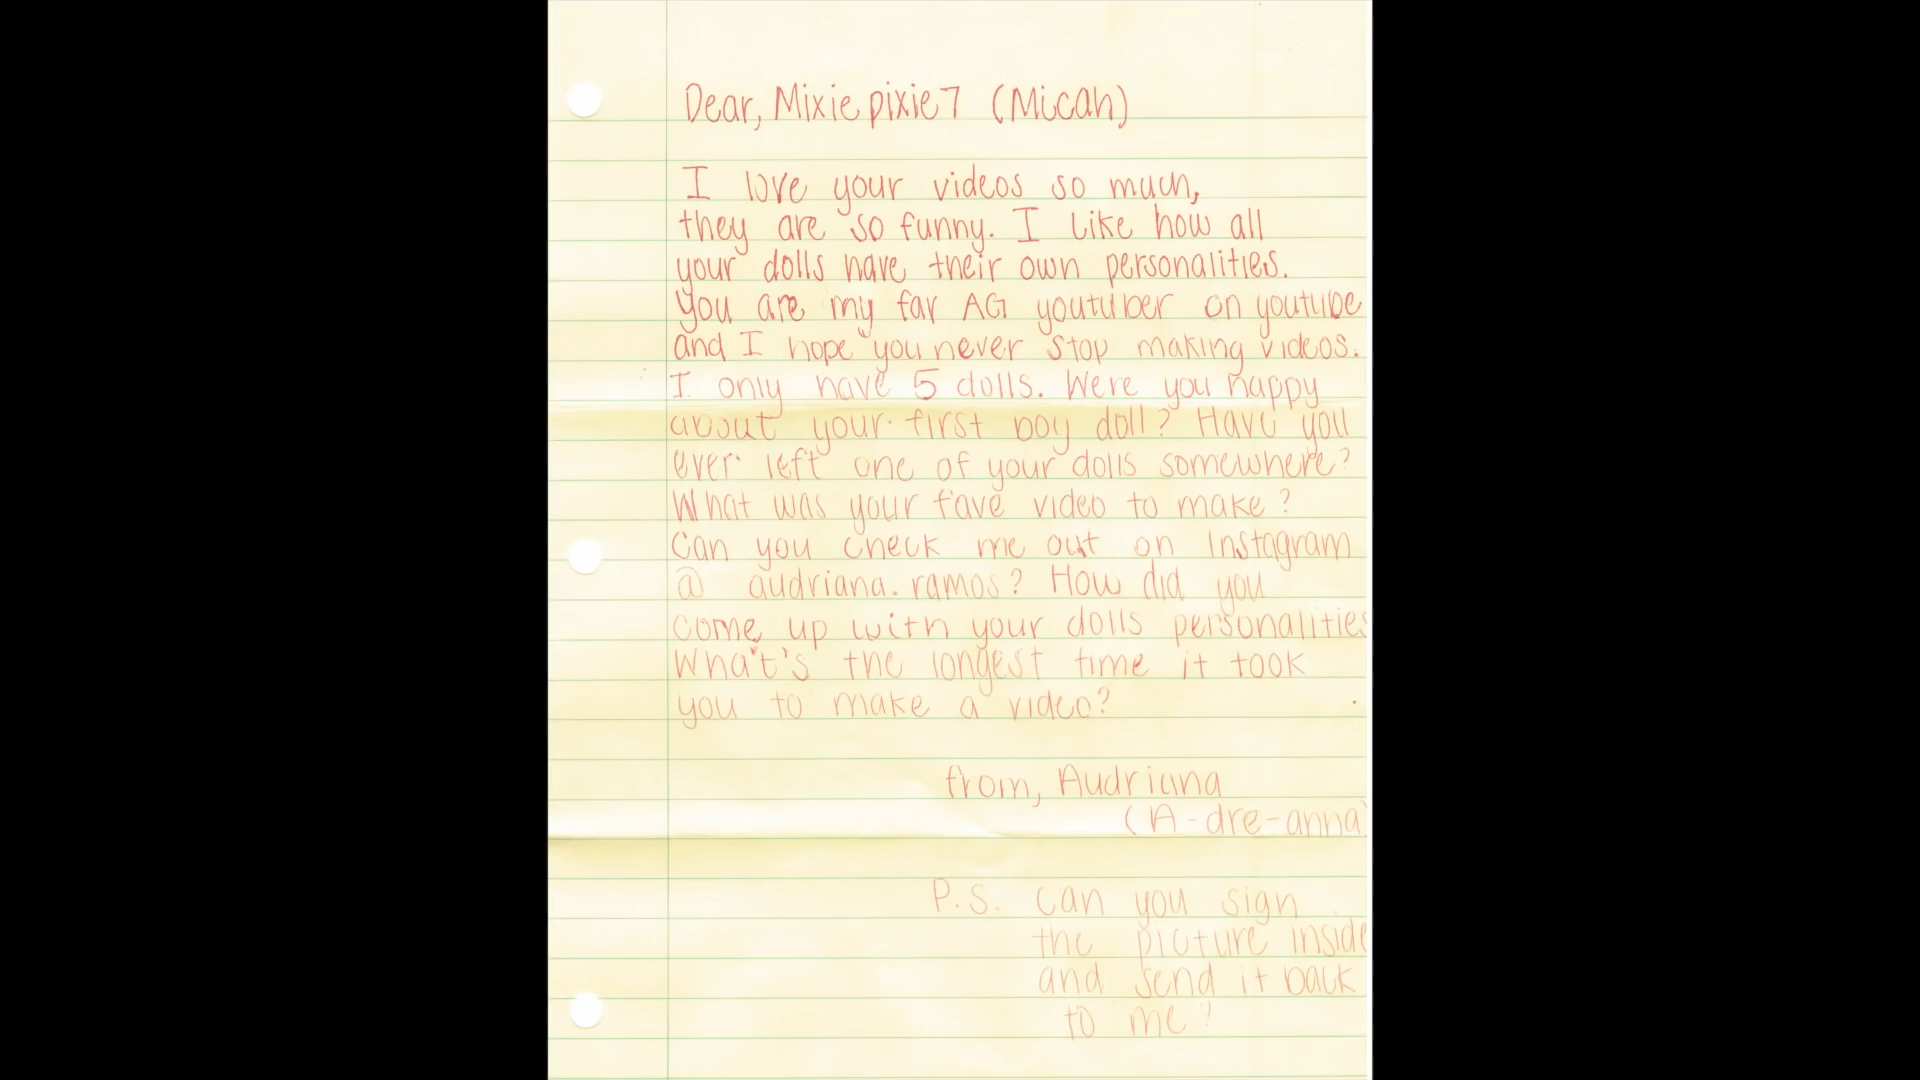 Dear, Mixiepixie7 (Micah)
I love your videos so much,
they are so funny. I like how all
your dolls have their own personalities.
You are my fav AG youtuber on youtube
and I hope you never stop making videos.
I only have 5 dolls. Were you happy
about your first boy doll? Have you
ever left one of your dolls somewhere?
What was your fave video to make?
Can you check me out on Instagram
@ audriana.ramos? How did you
come up with your dolls personalities
What's the longest time it took
you to make a video?
from, Audriana
(A-dre-anna)
P.S. can you sign
the picture inside
and send it back
to me?